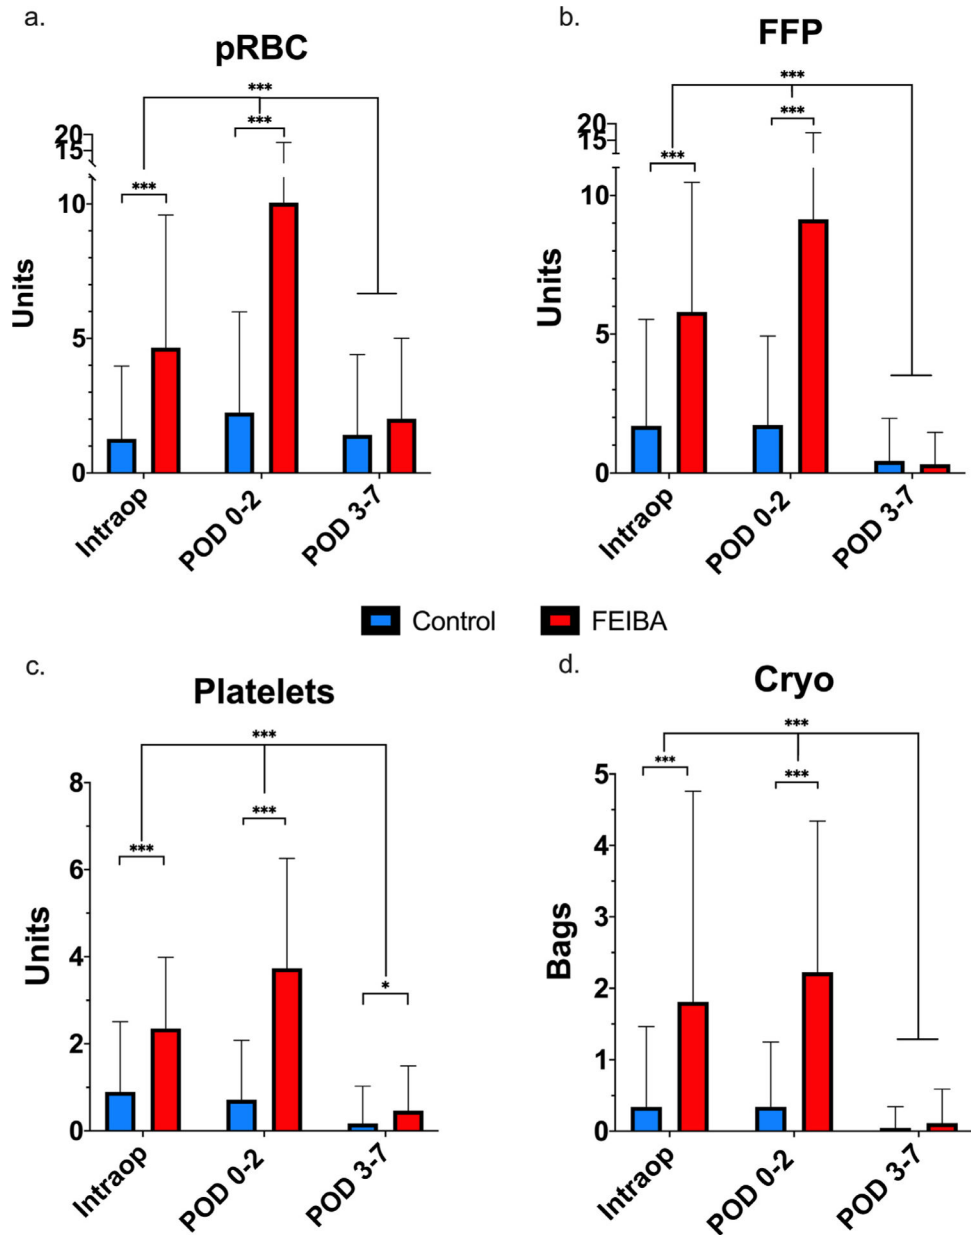 a.
pRBC
***
***
***
20
15
10
5
0
Units
Intraop
POD 0-2
POD 3-7
b.
FFP
***
***
***
20
15
10
5
0
Units
Intraop
POD 0-2
POD 3-7
Control
FEIBA
c.
Platelets
***
***
***
*
8
6
4
2
0
Units
Intraop
POD 0-2
POD 3-7
d.
Cryo
***
***
***
5
4
3
2
1
0
Bags
Intraop
POD 0-2
POD 3-7